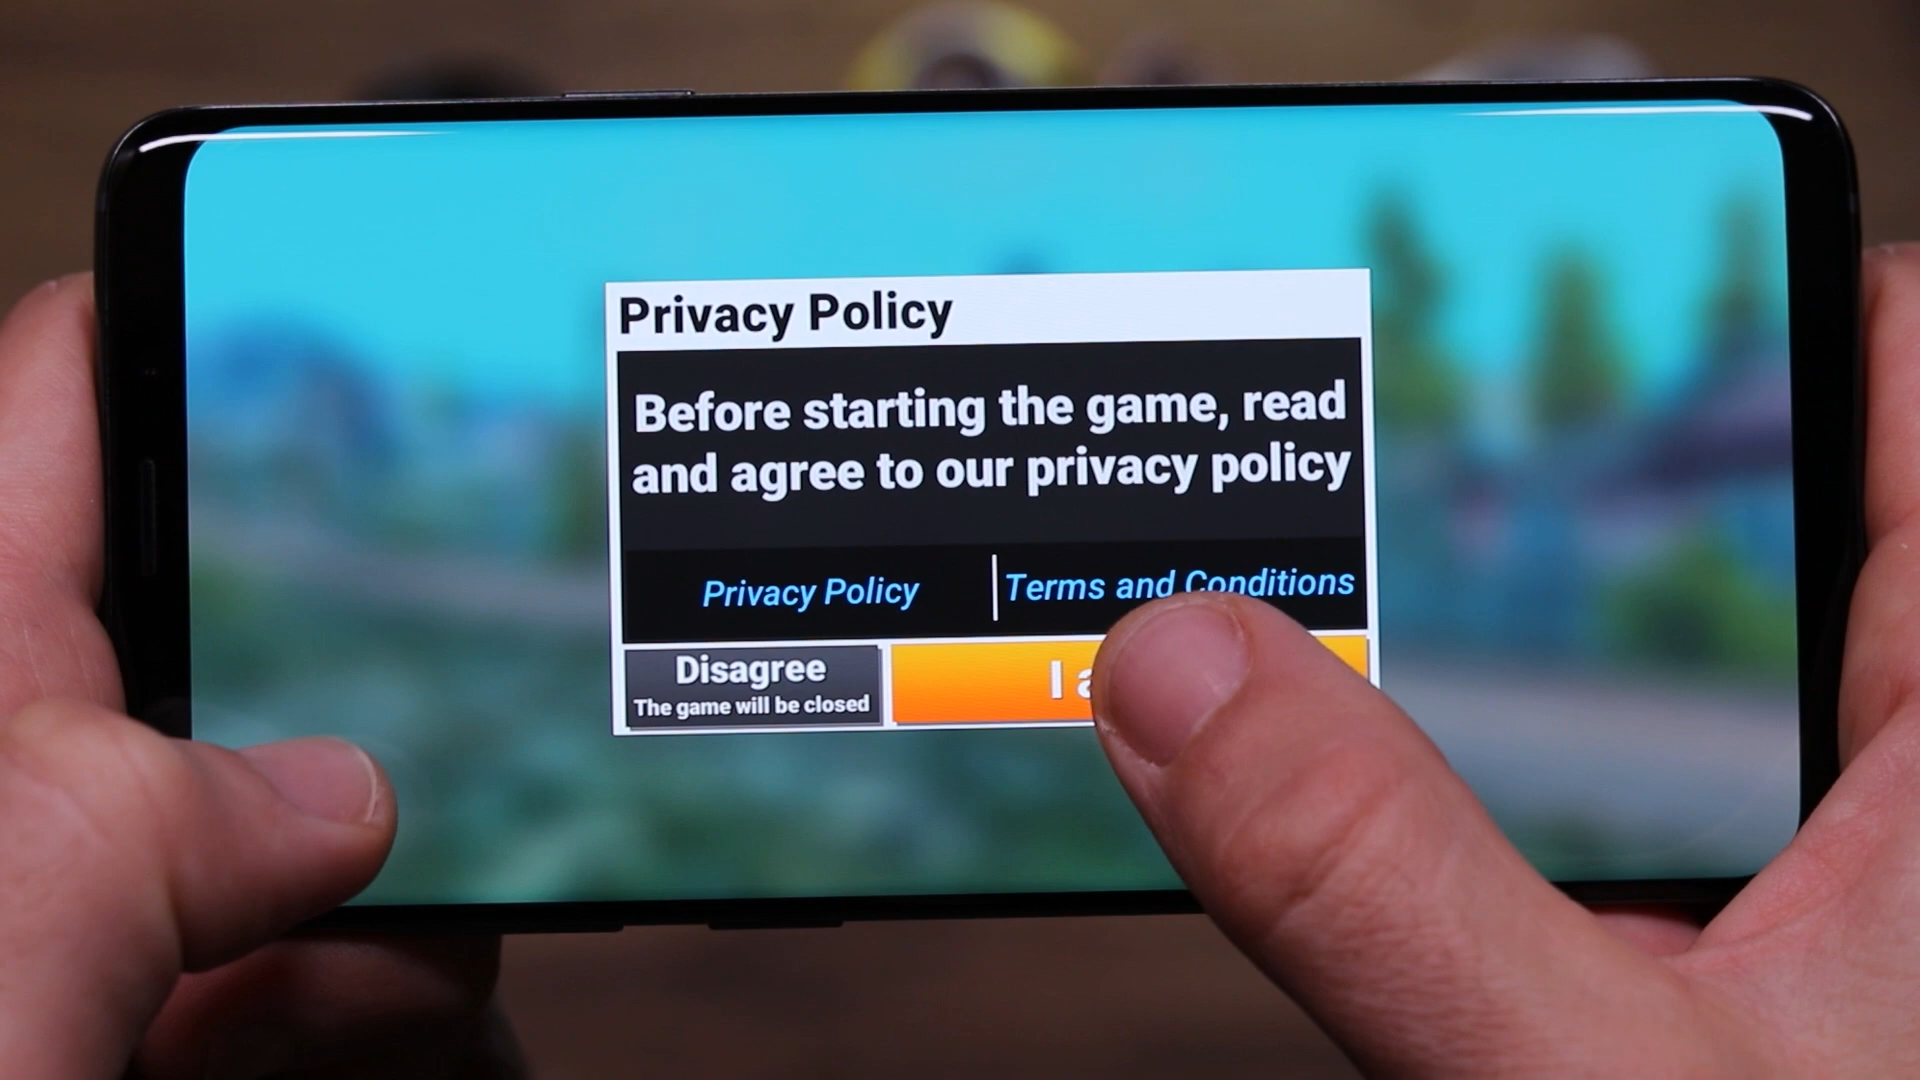 Privacy Policy
Before starting the game, read
and agree to our privacy policy
Privacy Policy
Terms and Conditions
Disagree
The game will be closed
I